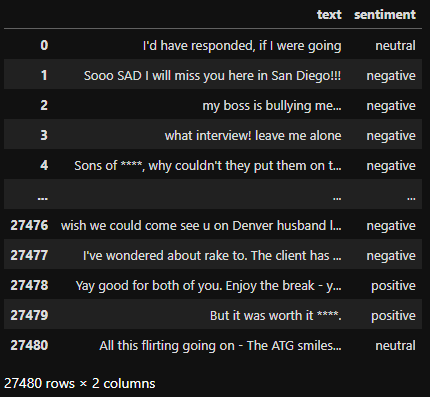 text sentiment
0 I'd have responded, if I were going neutral
1 Sooo SAD I will miss you here in San Diego!!! negative
2 my boss is bullying me... negative
3 what interview! leave me alone negative
4 Sons of ****, why couldn't they put them on t... negative
... ... ...
27476 wish we could come see u on Denver husband l... negative
27477 I've wondered about rake to. The client has ... negative
27478 Yay good for both of you. Enjoy the break - y... positive
27479 But it was worth it ****. positive
27480 All this flirting going on - The ATG smiles... neutral
27480 rows × 2 columns